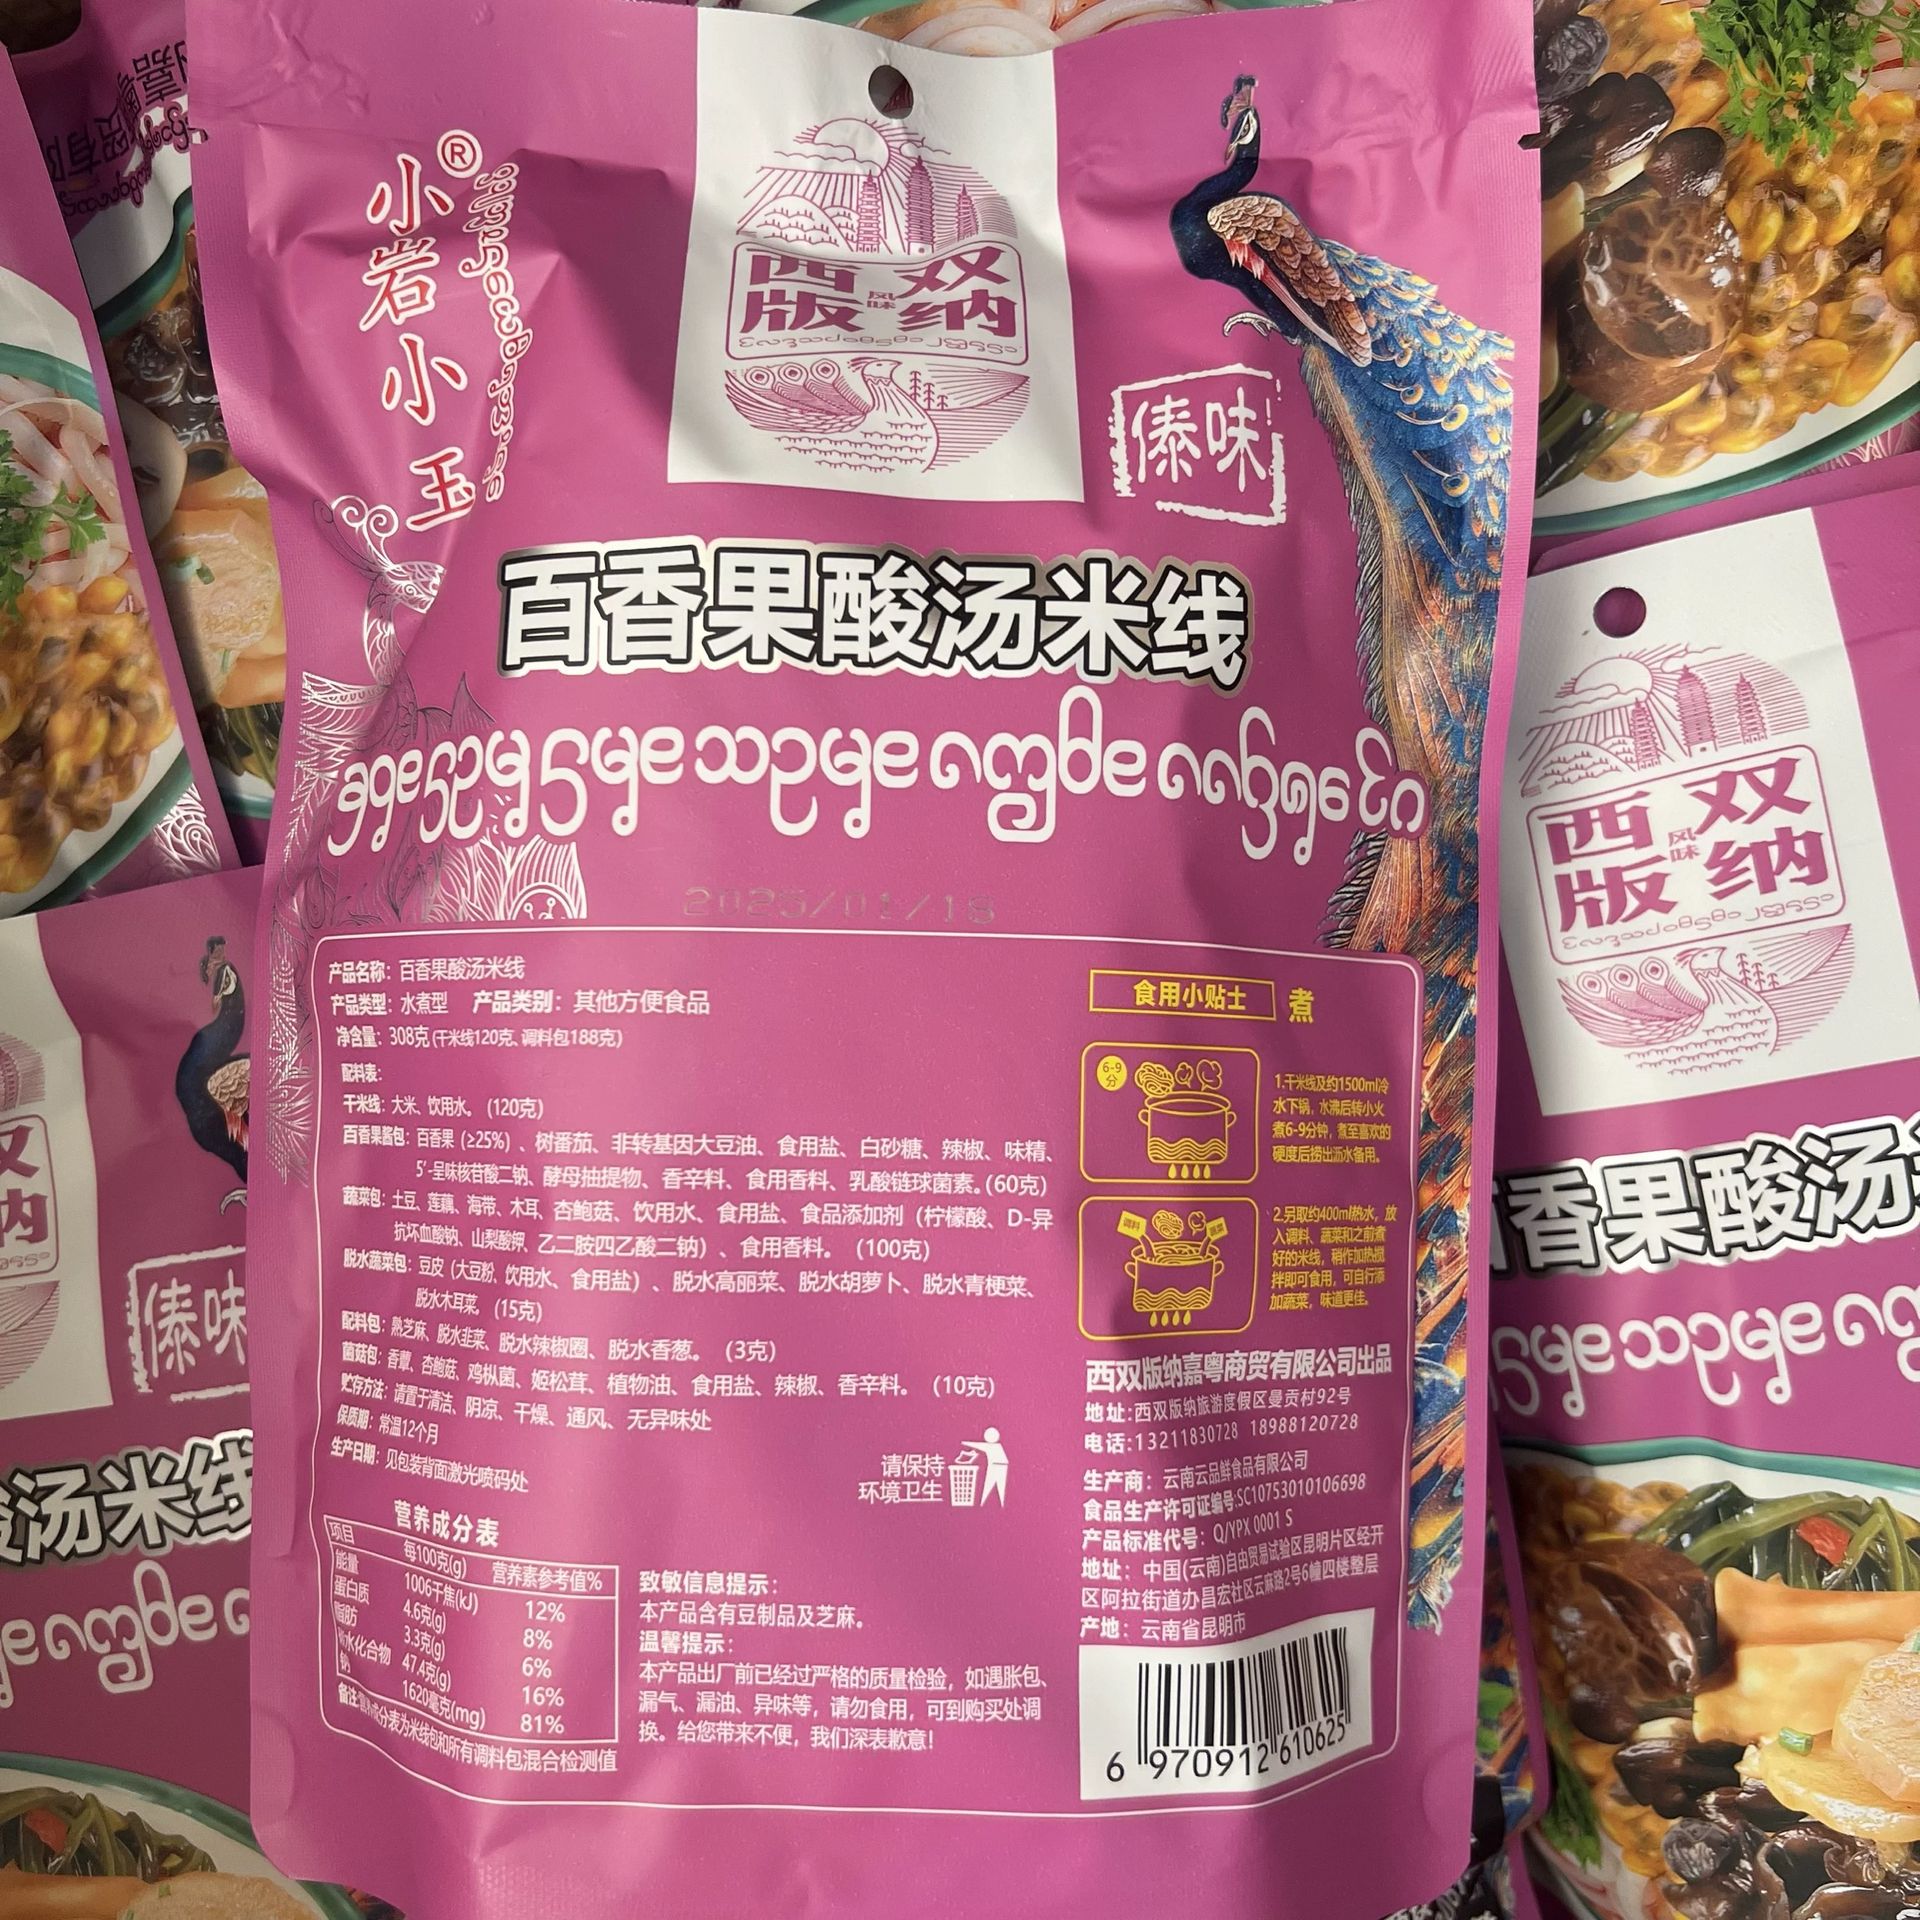 小岩小玉®
西双
版纳
风味
傣味
百香果酸汤米线
2025/01/18
产品名称：百香果酸汤米线
产品类型：水煮型 产品类别：其他方便食品
净含量：308克(干米线120克、调料包188克)
配料表：
干米线：大米、饮用水。(120克)
百香果酱包：百香果(≥25%)、树番茄、非转基因大豆油、食用盐、白砂糖、辣椒、味精、
5′-呈味核苷酸二钠、酵母抽提物、香辛料、食用香料、乳酸链球菌素。(60克)
蔬菜包：土豆、莲藕、海带、木耳、杏鲍菇、饮用水、食用盐、食品添加剂（柠檬酸、D-异
抗坏血酸钠、山梨酸钾、乙二胺四乙酸二钠）、食用香料。(100克)
脱水蔬菜包：豆皮(大豆粉、饮用水、食用盐)、脱水高丽菜、脱水胡萝卜、脱水青梗菜、
脱水木耳菜。(15克)
配料包：熟芝麻、脱水韭菜、脱水辣椒圈、脱水香葱。(3克)
菌菇包：香蕈、杏鲍菇、鸡枞菌、姬松茸、植物油、食用盐、辣椒、香辛料。(10克)
贮存方法：请置于清洁、阴凉、干燥、通风、无异味处
保质期：常温12个月
生产日期：见包装背面激光喷码处
请保持
环境卫生
营养成分表
项目 每100克(g) 营养素参考值%
能量 1006千焦(kJ) 12%
蛋白质 4.6克(g) 8%
脂肪 3.3克(g) 6%
碳水化合物 47.4克(g) 16%
钠 1620毫克(mg) 81%
备注:营养成分表为米线包和所有调料包混合检测值
致敏信息提示：
本产品含有豆制品及芝麻。
温馨提示：
本产品出厂前已经过严格的质量检验，如遇胀包、
漏气、漏油、异味等，请勿食用，可到购买处调
换。给您带来不便，我们深表歉意！
食用小贴士 煮
6-9
分
1.干米线及约1500ml冷
水下锅，水沸后转小火
煮6-9分钟，煮至喜欢的
硬度后捞出沥水备用。
调料
蔬菜
2.另取约400ml热水，放
入调料、蔬菜和之前煮
好的米线，稍作加热搅
拌即可食用，可自行添
加蔬菜，味道更佳。
西双版纳嘉粤商贸有限公司出品
地址:西双版纳旅游度假区曼贡村92号
电话:13211830728 18988120728
生产商：云南云品鲜食品有限公司
食品生产许可证编号:SC10753010106698
产品标准代号：Q/YPX 0001 S
地址：中国(云南)自由贸易试验区昆明片区经开
区阿拉街道办昌宏社区云麻路2号6幢四楼整层
产地：云南省昆明市
6 970912 610625
西双
版纳
风味
香果酸汤
傣味
汤米线